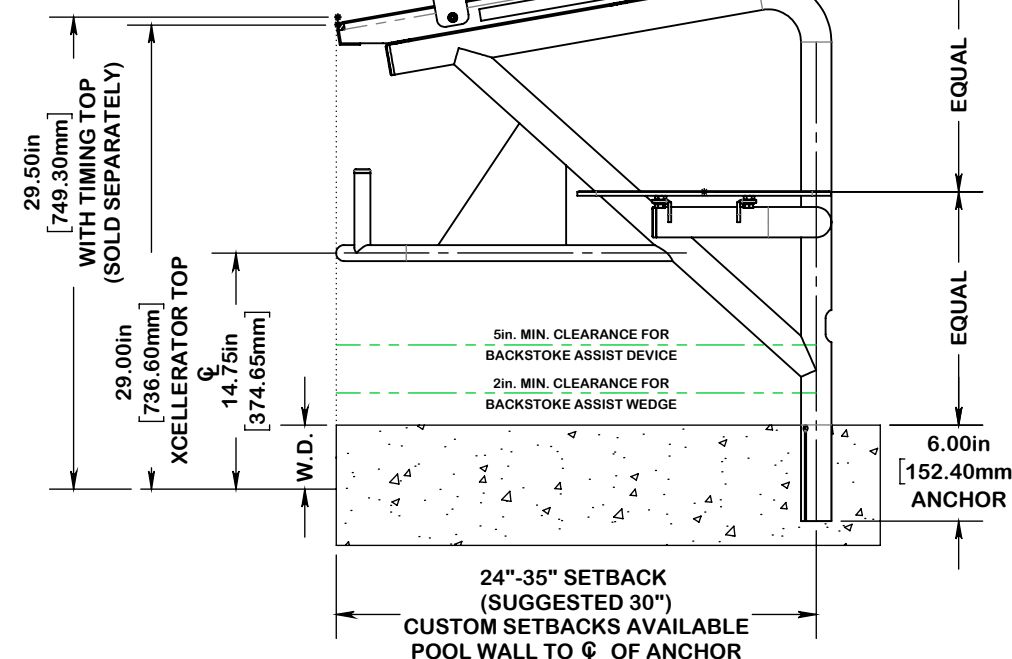 29.50in
[749.30mm]
WITH TIMING TOP
(SOLD SEPARATELY)
29.00in
[736.60mm]
XCELLERATOR TOP
℄
14.75in
[374.65mm]
W.D.
5in. MIN. CLEARANCE FOR
BACKSTOKE ASSIST DEVICE
2in. MIN. CLEARANCE FOR
BACKSTOKE ASSIST WEDGE
EQUAL
EQUAL
6.00in
[152.40mm
ANCHOR
24"-35" SETBACK
(SUGGESTED 30")
CUSTOM SETBACKS AVAILABLE
POOL WALL TO ℄ OF ANCHOR